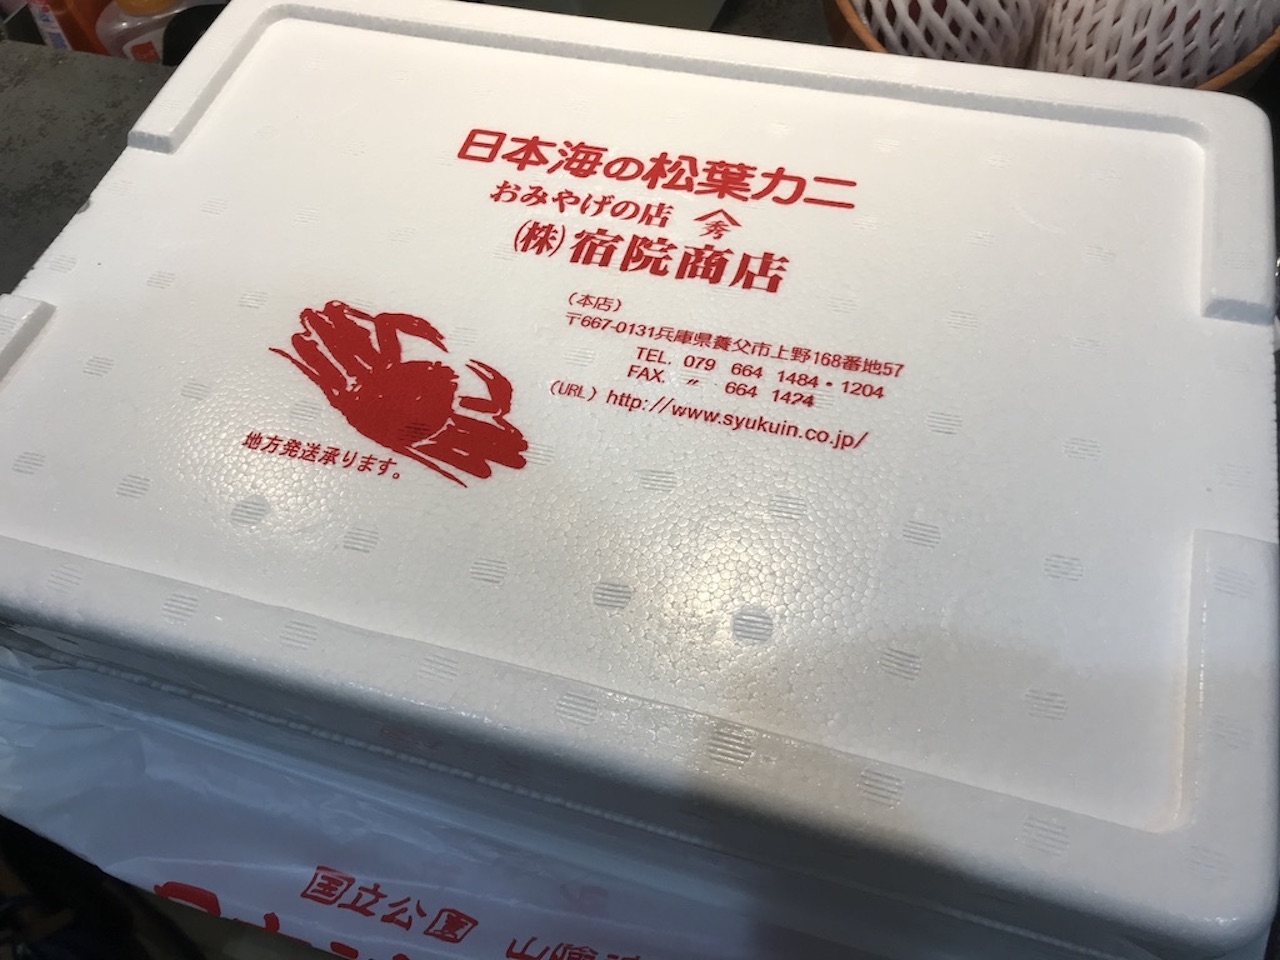 日本海の松葉カニ
おみやげの店 秀
(株)宿院商店
(本店)
〒667-0131兵庫県養父市上野168番地57
TEL. 079 664 1484・1204
FAX. 〃 664 1424
(URL) http://www.syukuin.co.jp/
地方発送承ります。
国立公園 山陰